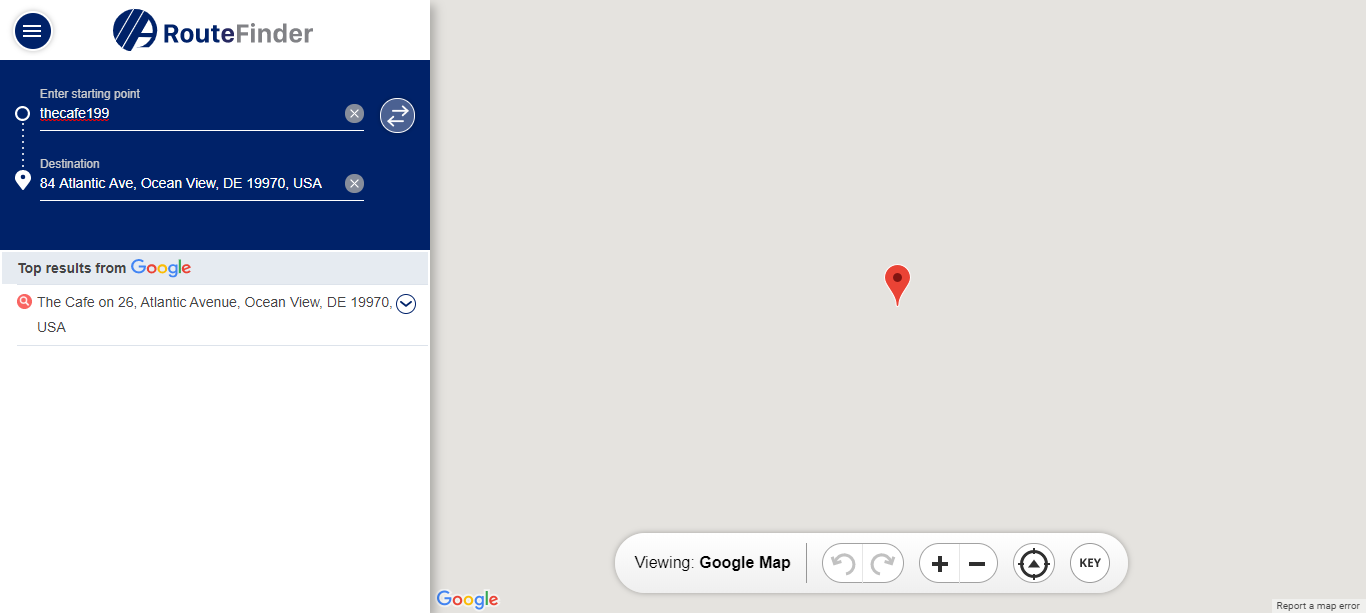 RouteFinder
Enter starting point
thecafe199
Destination
84 Atlantic Ave, Ocean View, DE 19970, USA
Top results from Google
The Cafe on 26, Atlantic Avenue, Ocean View, DE 19970,
USA
Viewing: Google Map
KEY
Google
Report a map error